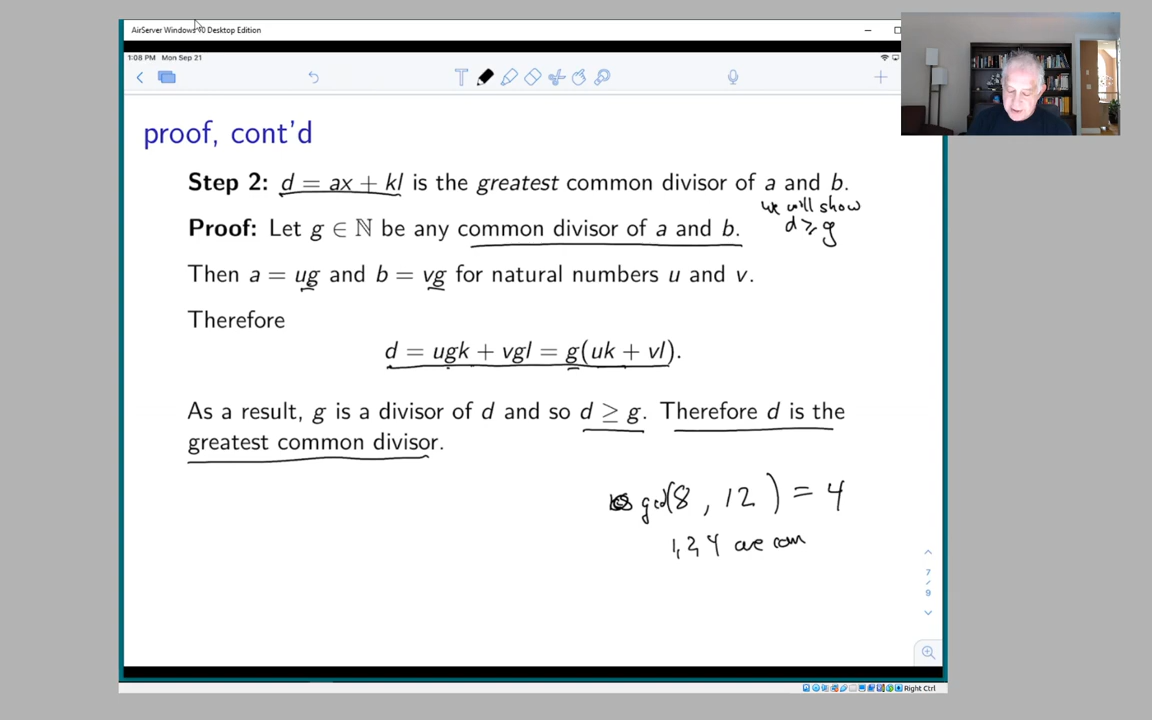 AirServer Windows 10 Desktop Edition
1:08 PM Mon Sep 21
proof, cont'd
Step 2: d = ax + kl is the greatest common divisor of a and b.
we will show
d ≥ g
Proof: Let g ∈ ℕ be any common divisor of a and b.
Then a = ug and b = vg for natural numbers u and v.
Therefore
d = ugk + vgl = g(uk + vl).
As a result, g is a divisor of d and so d ≥ g. Therefore d is the
greatest common divisor.
gcd(8, 12) = 4
1, 2, 4 are com
7
/
9
Right Ctrl